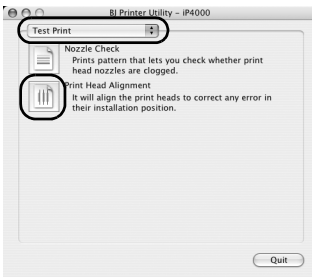 BJ Printer Utility – iP4000
Test Print
Nozzle Check
Prints pattern that lets you check whether print
head nozzles are clogged.
Print Head Alignment
It will align the print heads to correct any error in
their installation position.
Quit